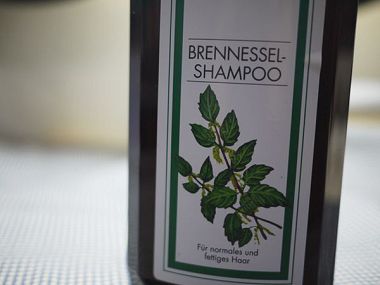 BRENNESSEL-
SHAMPOO
Für normales und
fettiges Haar